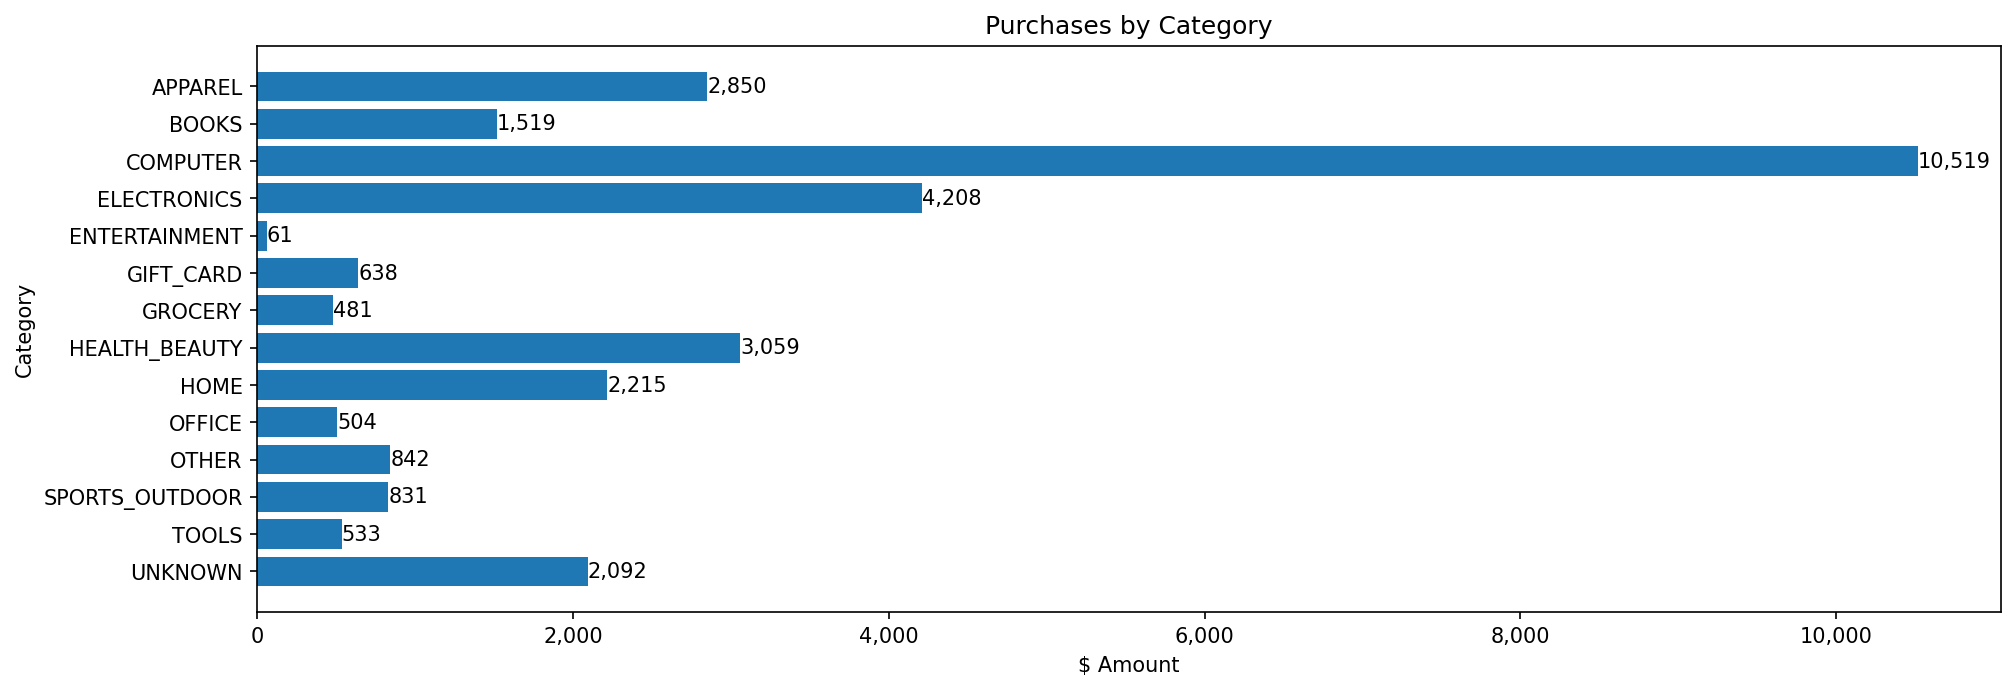 Purchases by Category
Category
APPAREL 2,850
BOOKS 1,519
COMPUTER 10,519
ELECTRONICS 4,208
ENTERTAINMENT 61
GIFT_CARD 638
GROCERY 481
HEALTH_BEAUTY 3,059
HOME 2,215
OFFICE 504
OTHER 842
SPORTS_OUTDOOR 831
TOOLS 533
UNKNOWN 2,092
0 2,000 4,000 6,000 8,000 10,000
$ Amount